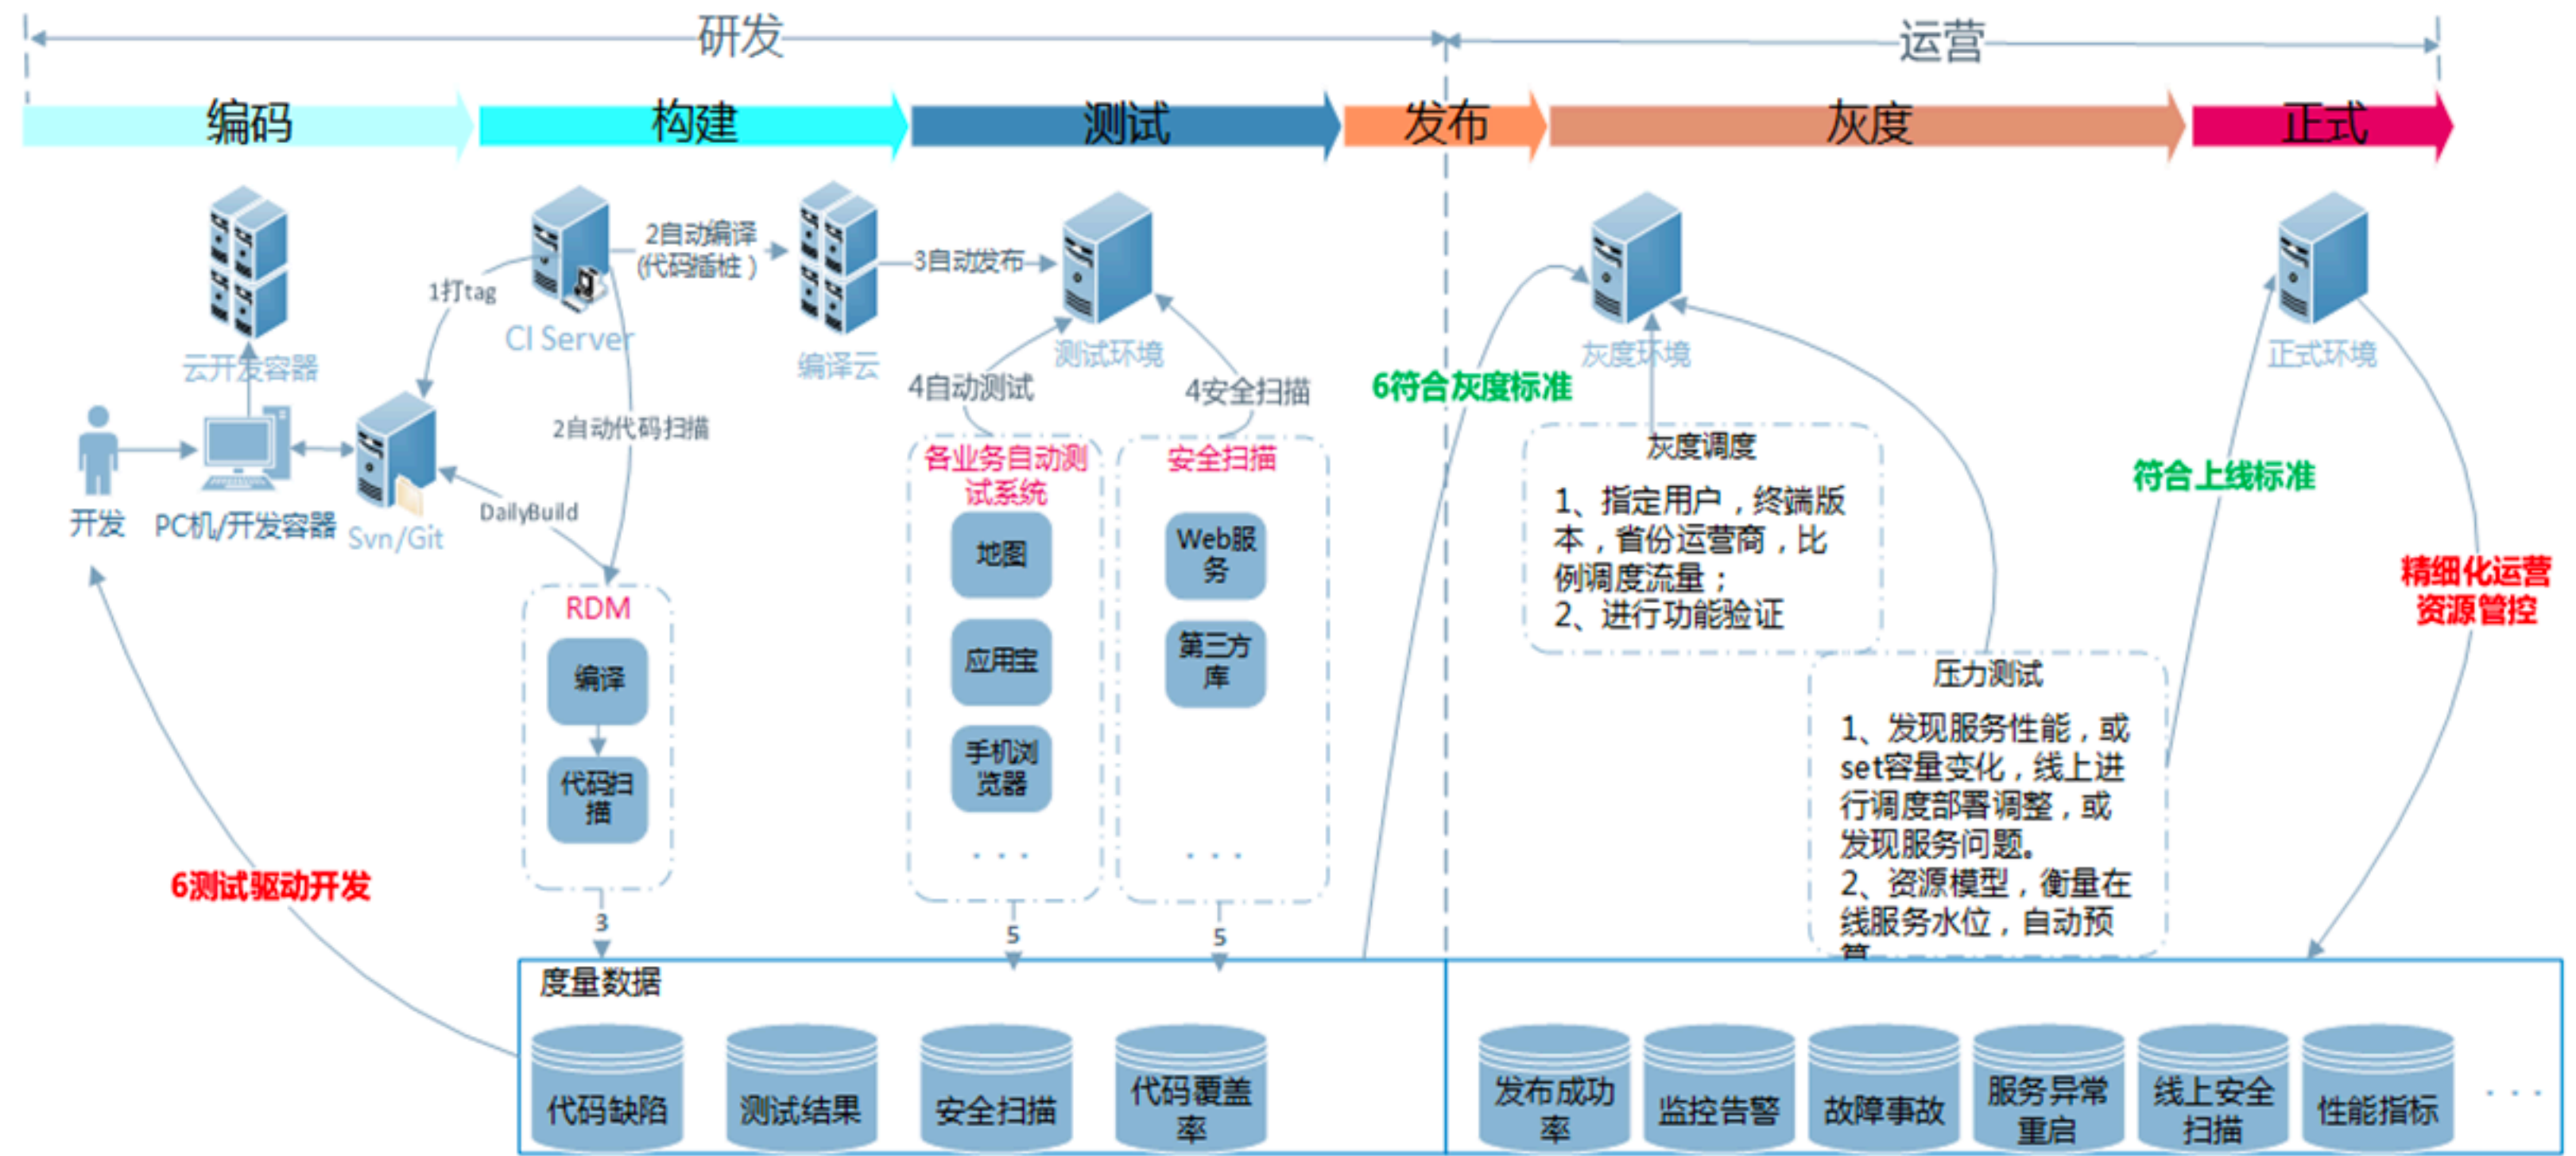 研发
运营
编码
构建
测试
发布
灰度
正式
2自动编译
(代码插桩)
3自动发布
1打tag
CI Server
云开发容器
编译云
测试环境
灰度环境
正式环境
4自动测试
4安全扫描
6符合灰度标准
2自动代码扫描
DailyBuild
开发
PC机/开发容器
Svn/Git
各业务自动测
试系统
地图
应用宝
手机浏
览器
· · ·
安全扫描
Web服
务
第三方
库
· · ·
灰度调度
1、指定用户，终端版
本，省份运营商，比
例调度流量；
2、进行功能验证
符合上线标准
精细化运营
资源管控
RDM
编译
代码扫
描
压力测试
1、发现服务性能，或
set容量变化，线上进
行调度部署调整，或
发现服务问题。
2、资源模型，衡量在
线服务水位，自动预
算
6测试驱动开发
3
5
5
度量数据
代码缺陷
测试结果
安全扫描
代码覆盖
率
发布成功
率
监控告警
故障事故
服务异常
重启
线上安全
扫描
性能指标
· · ·